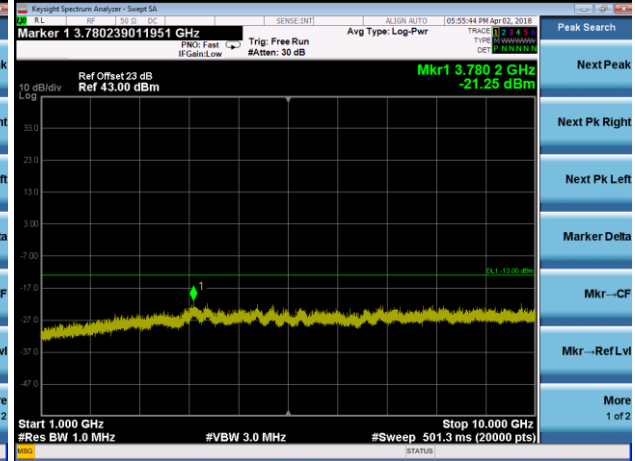 Keysight Spectrum Analyzer - Swept SA
RL RF 50 Ω DC SENSE:INT ALIGN AUTO 05:55:44 PM Apr 02, 2018
Marker 1 3.780239011951 GHz
PNO: Fast
IFGain:Low
Trig: Free Run
#Atten: 30 dB
Avg Type: Log-Pwr
TRACE 1 2 3 4 5 6
TYPE M WWWWW
DET P N N N N N
Ref Offset 23 dB
10 dB/div Ref 43.00 dBm
Log
Mkr1 3.780 2 GHz
-21.25 dBm
33.0
23.0
13.0
3.00
-7.00
-17.0
-27.0
-37.0
-47.0
DL1 -13.00 dBm
1
Start 1.000 GHz
Stop 10.000 GHz
#Res BW 1.0 MHz #VBW 3.0 MHz #Sweep 501.3 ms (20000 pts)
MSG STATUS
Peak Search
Next Peak
Next Pk Right
Next Pk Left
Marker Delta
Mkr→CF
Mkr→Ref Lvl
More
1 of 2